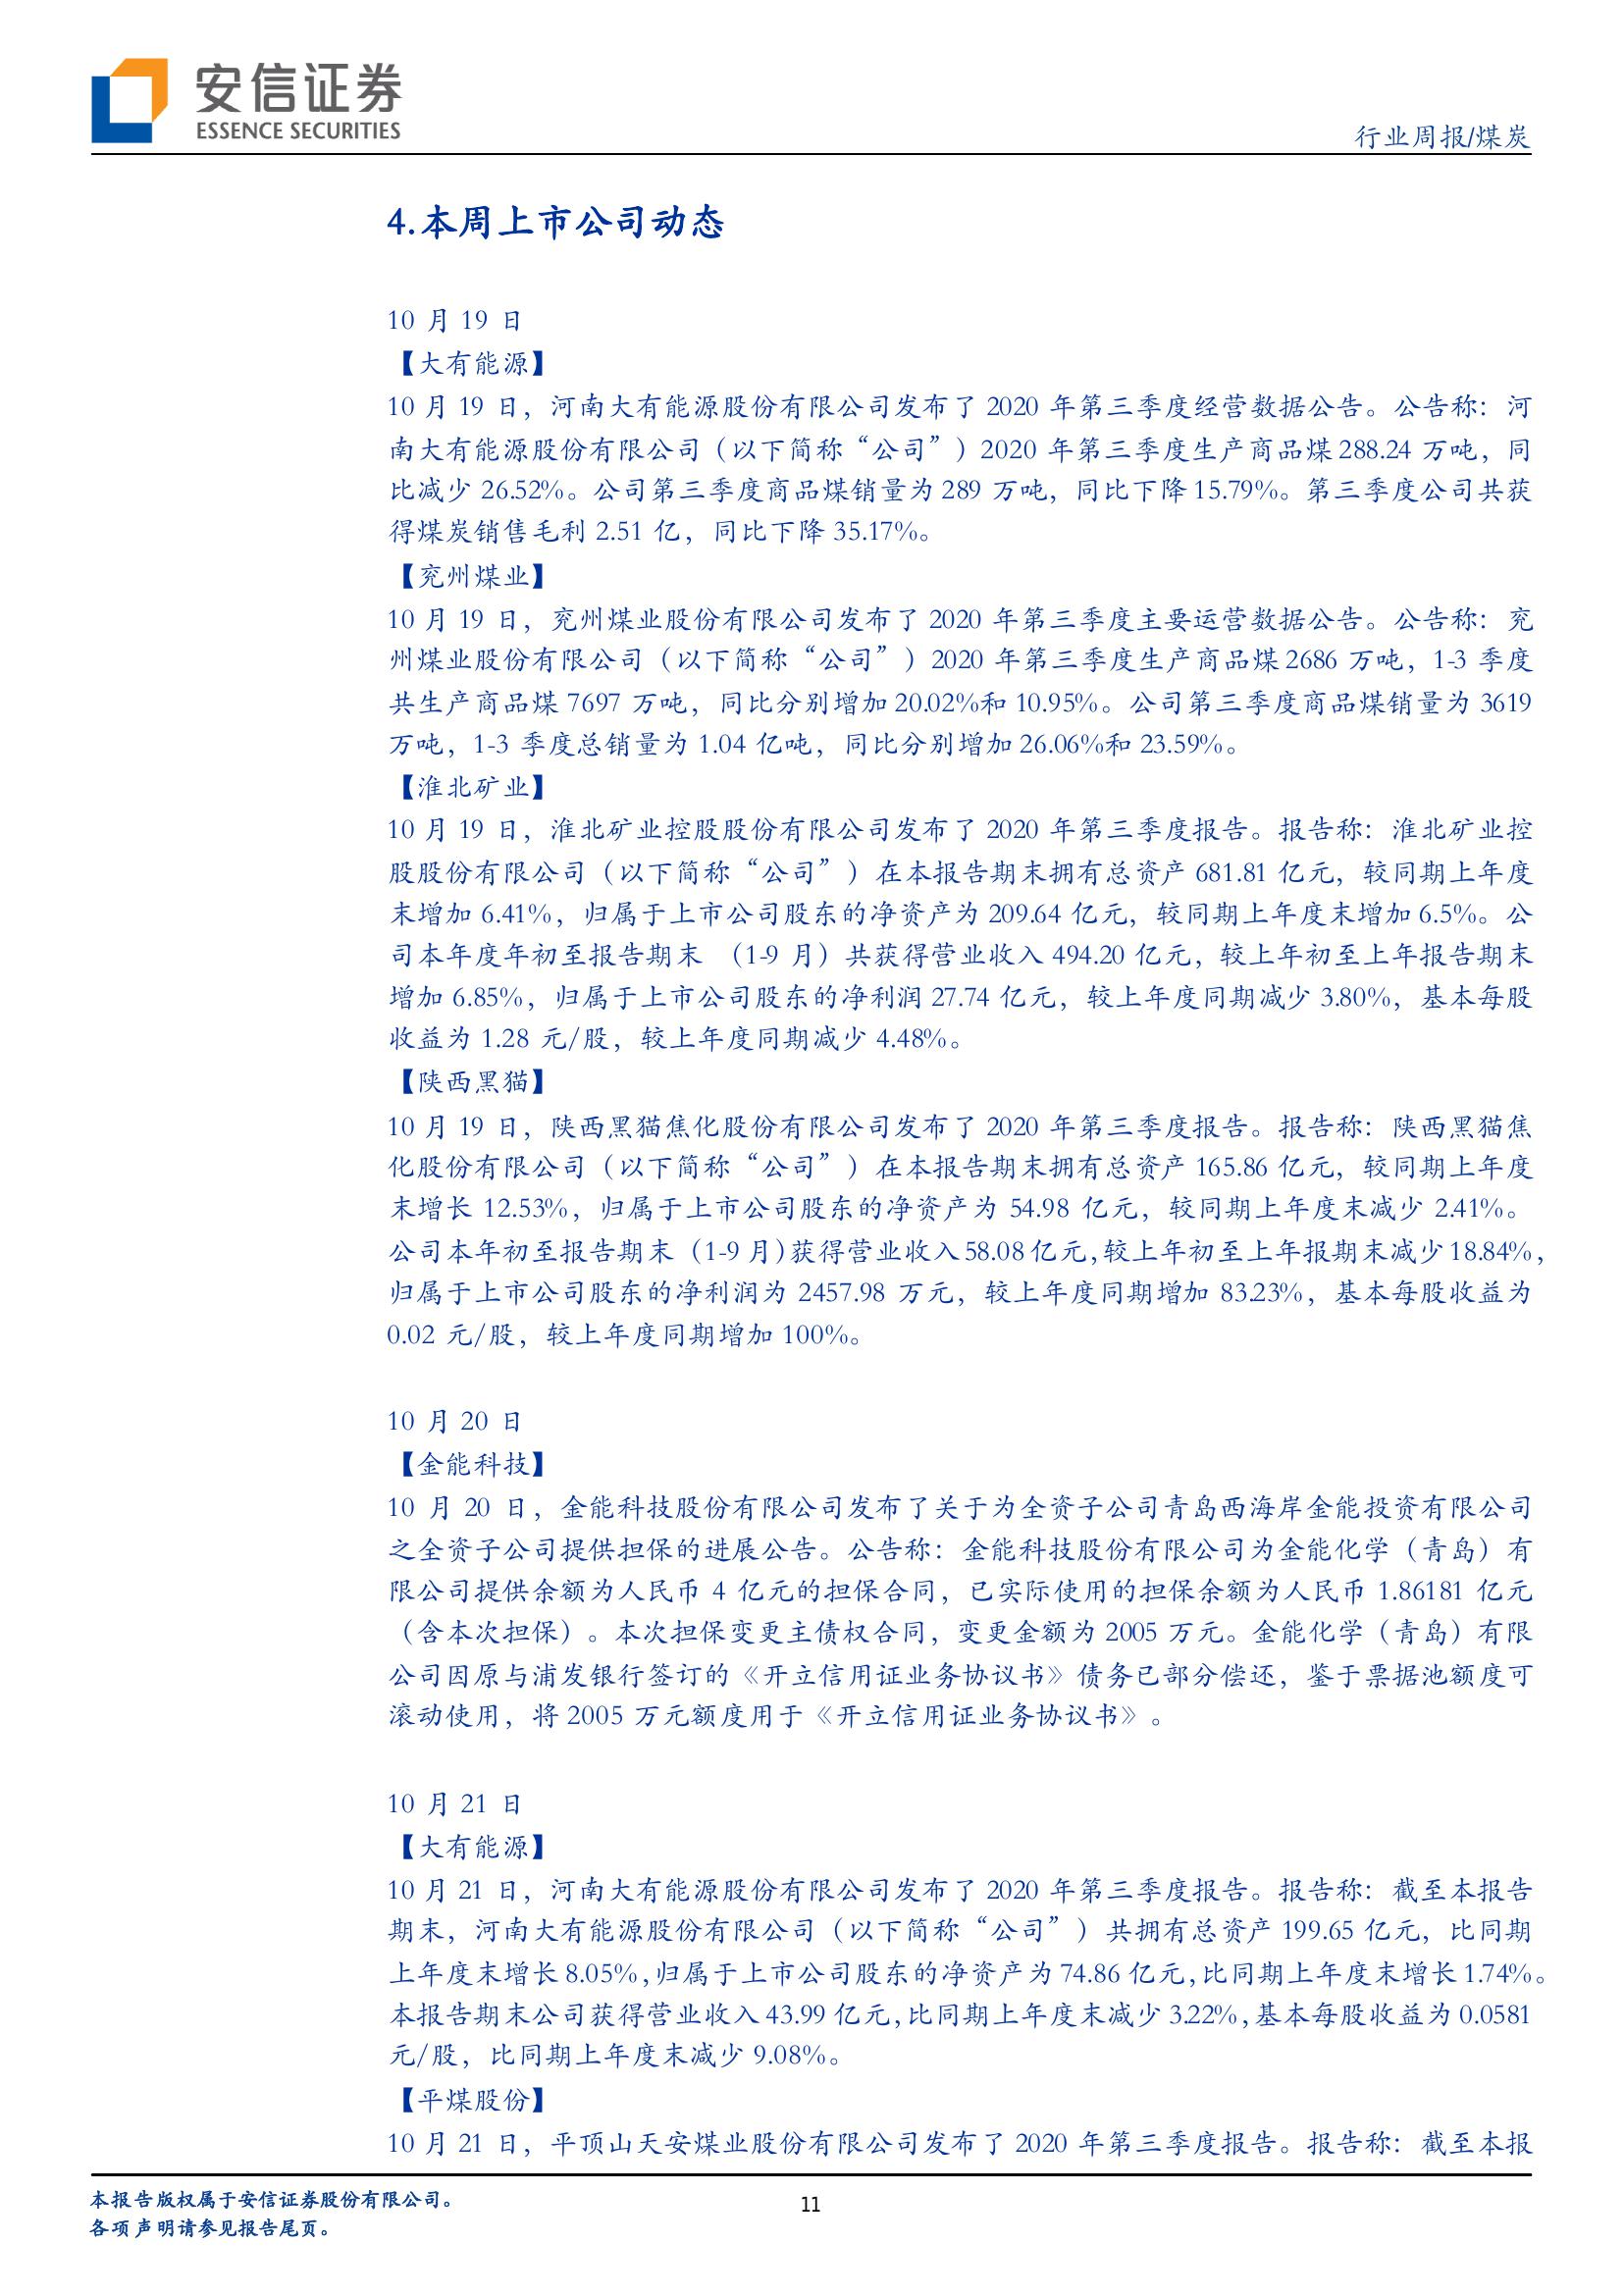 安信证券
ESSENCE SECURITIES
行业周报/煤炭
4.本周上市公司动态
10 月 19 日
【大有能源】
10 月 19 日，河南大有能源股份有限公司发布了 2020 年第三季度经营数据公告。公告称：河
南大有能源股份有限公司（以下简称“公司”）2020 年第三季度生产商品煤 288.24 万吨，同
比减少 26.52%。公司第三季度商品煤销量为 289 万吨，同比下降 15.79%。第三季度公司共获
得煤炭销售毛利 2.51 亿，同比下降 35.17%。
【兖州煤业】
10 月 19 日，兖州煤业股份有限公司发布了 2020 年第三季度主要运营数据公告。公告称：兖
州煤业股份有限公司（以下简称“公司”）2020 年第三季度生产商品煤 2686 万吨，1-3 季度
共生产商品煤 7697 万吨，同比分别增加 20.02%和 10.95%。公司第三季度商品煤销量为 3619
万吨，1-3 季度总销量为 1.04 亿吨，同比分别增加 26.06%和 23.59%。
【淮北矿业】
10 月 19 日，淮北矿业控股股份有限公司发布了 2020 年第三季度报告。报告称：淮北矿业控
股股份有限公司（以下简称“公司”）在本报告期末拥有总资产 681.81 亿元，较同期上年度
末增加 6.41%，归属于上市公司股东的净资产为 209.64 亿元，较同期上年度末增加 6.5%。公
司本年度年初至报告期末 （1-9 月）共获得营业收入 494.20 亿元，较上年初至上年报告期末
增加 6.85%，归属于上市公司股东的净利润 27.74 亿元，较上年度同期减少 3.80%，基本每股
收益为 1.28 元/股，较上年度同期减少 4.48%。
【陕西黑猫】
10 月 19 日，陕西黑猫焦化股份有限公司发布了 2020 年第三季度报告。报告称：陕西黑猫焦
化股份有限公司（以下简称“公司”）在本报告期末拥有总资产 165.86 亿元，较同期上年度
末增长 12.53%，归属于上市公司股东的净资产为 54.98 亿元，较同期上年度末减少 2.41%。
公司本年初至报告期末（1-9 月)获得营业收入 58.08 亿元,较上年初至上年报期末减少 18.84%，
归属于上市公司股东的净利润为 2457.98 万元，较上年度同期增加 83.23%，基本每股收益为
0.02 元/股，较上年度同期增加 100%。
10 月 20 日
【金能科技】
10 月 20 日，金能科技股份有限公司发布了关于为全资子公司青岛西海岸金能投资有限公司
之全资子公司提供担保的进展公告。公告称：金能科技股份有限公司为金能化学（青岛）有
限公司提供余额为人民币 4 亿元的担保合同，已实际使用的担保余额为人民币 1.86181 亿元
（含本次担保）。本次担保变更主债权合同，变更金额为 2005 万元。金能化学（青岛）有限
公司因原与浦发银行签订的《开立信用证业务协议书》债务已部分偿还，鉴于票据池额度可
滚动使用，将 2005 万元额度用于《开立信用证业务协议书》。
10 月 21 日
【大有能源】
10 月 21 日，河南大有能源股份有限公司发布了 2020 年第三季度报告。报告称：截至本报告
期末，河南大有能源股份有限公司（以下简称“公司”）共拥有总资产 199.65 亿元，比同期
上年度末增长 8.05%,归属于上市公司股东的净资产为 74.86 亿元,比同期上年度末增长 1.74%。
本报告期末公司获得营业收入 43.99 亿元,比同期上年度末减少 3.22%,基本每股收益为 0.0581
元/股，比同期上年度末减少 9.08%。
【平煤股份】
10 月 21 日，平顶山天安煤业股份有限公司发布了 2020 年第三季度报告。报告称：截至本报
本报告版权属于安信证券股份有限公司。
各项声明请参见报告尾页。
11